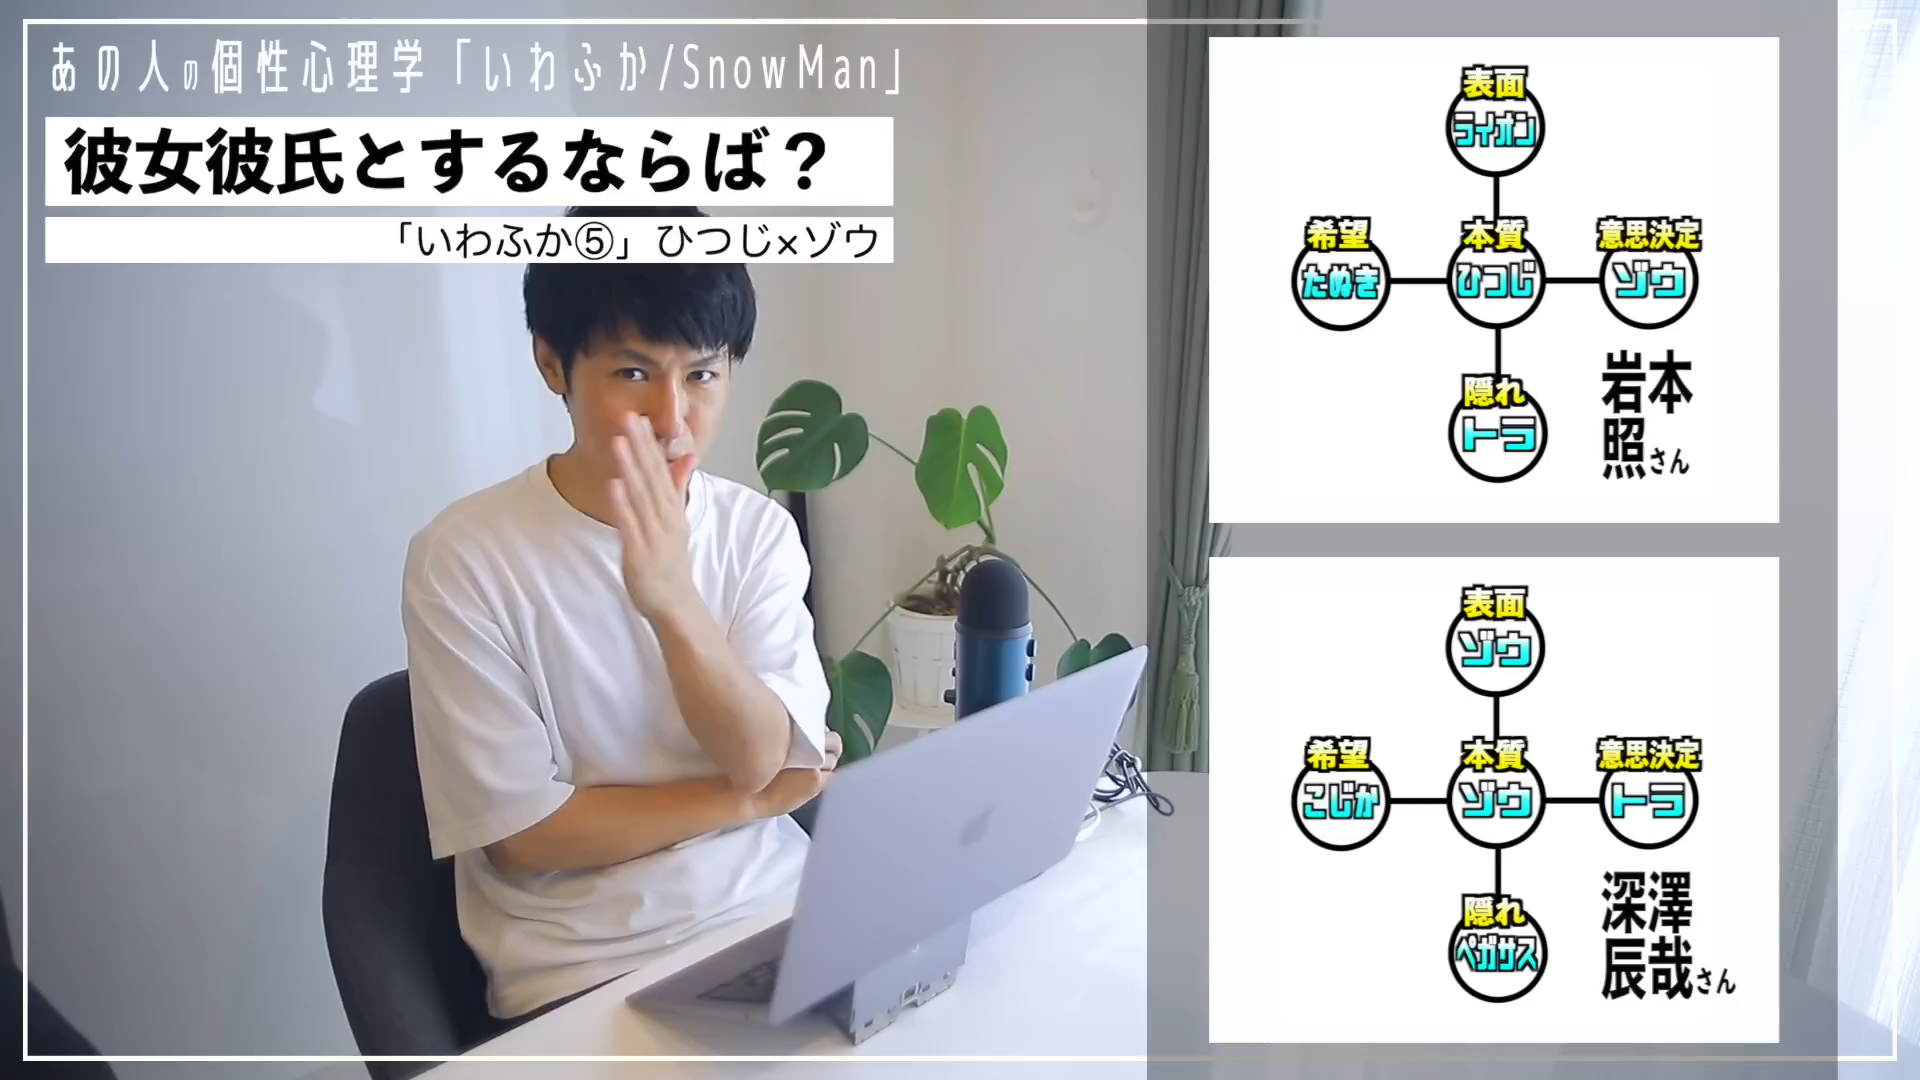 あの人の個性心理学「いわふか/SnowMan」
彼女彼氏とするならば？
「いわふか⑤」ひつじ×ゾウ
表面
ライオン
希望
たぬき
本質
ひつじ
意思決定
ゾウ
隠れ
トラ
岩本
照さん
表面
ゾウ
希望
こじか
本質
ゾウ
意思決定
トラ
隠れ
ペガサス
深澤
辰哉さん